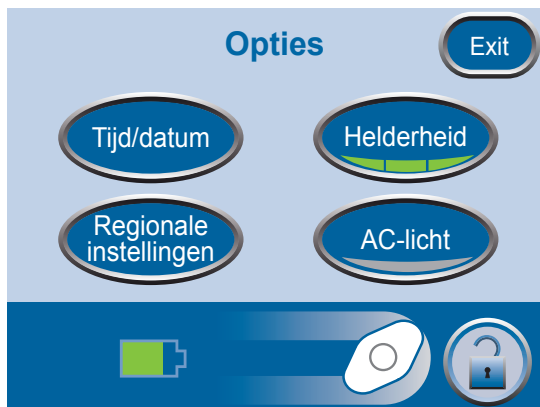 Opties
Exit
Tijd/datum
Helderheid
Regionale
instellingen
AC-licht